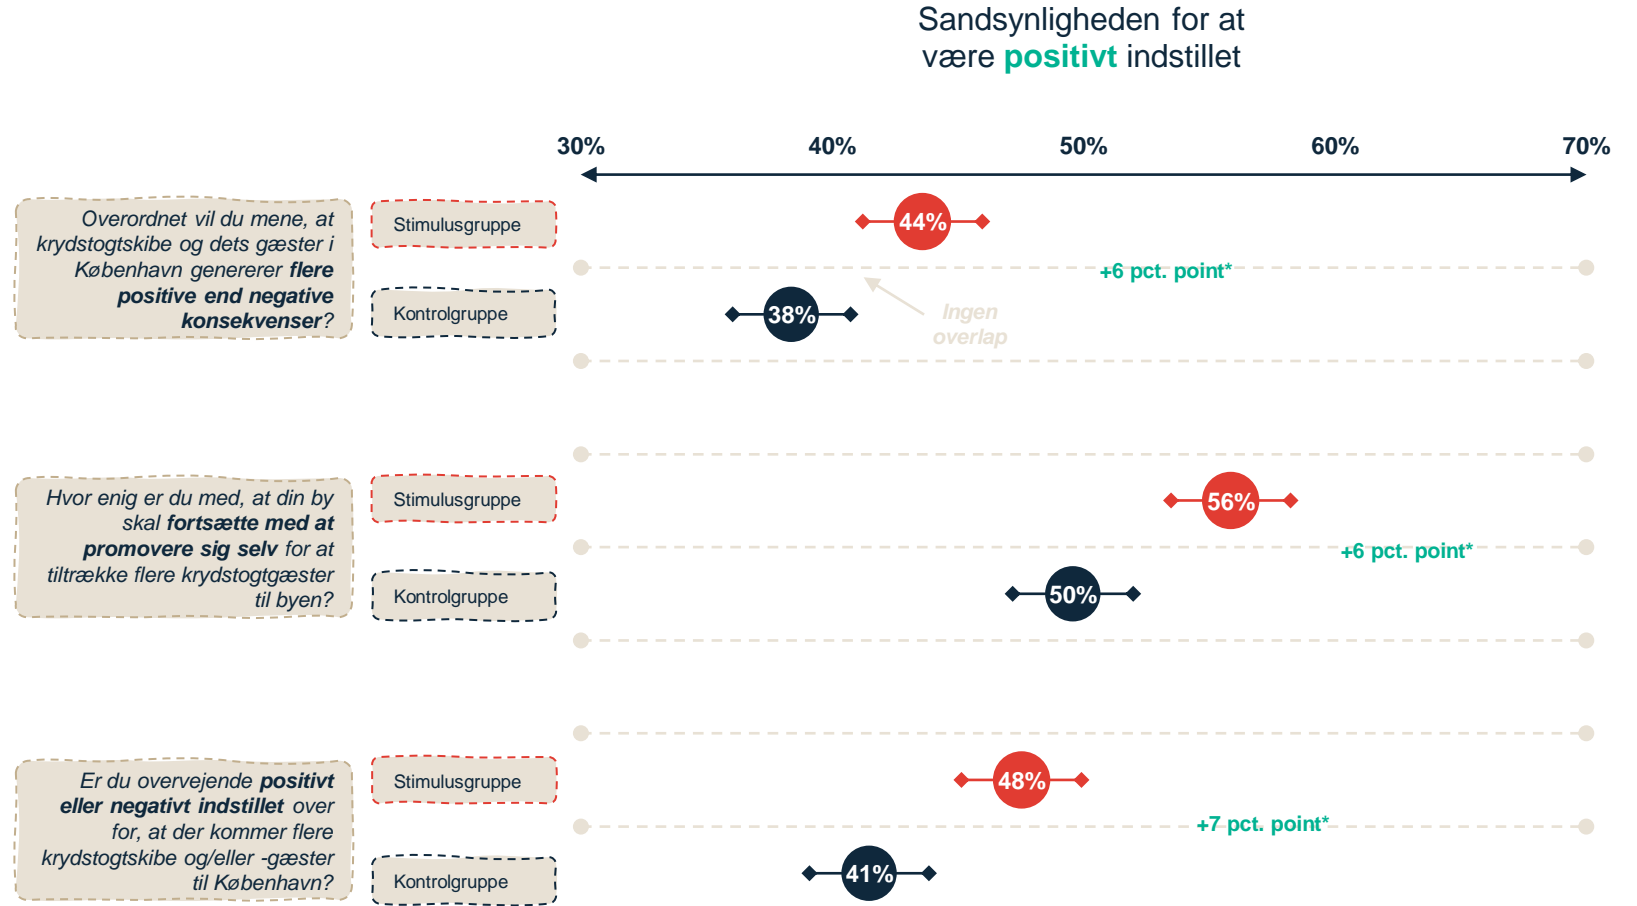 Sandsynligheden for at
være positivt indstillet
30%
40%
50%
60%
70%
Overordnet vil du mene, at
krydstogtskibe og dets gæster i
København genererer flere
positive end negative
konsekvenser?
Stimulusgruppe
44%
+6 pct. point*
Kontrolgruppe
38%
Ingen
overlap
Hvor enig er du med, at din by
skal fortsætte med at
promovere sig selv for at
tiltrække flere krydstogtgæster
til byen?
Stimulusgruppe
56%
+6 pct. point*
Kontrolgruppe
50%
Er du overvejende positivt
eller negativt indstillet over
for, at der kommer flere
krydstogtskibe og/eller -gæster
til København?
Stimulusgruppe
48%
+7 pct. point*
Kontrolgruppe
41%